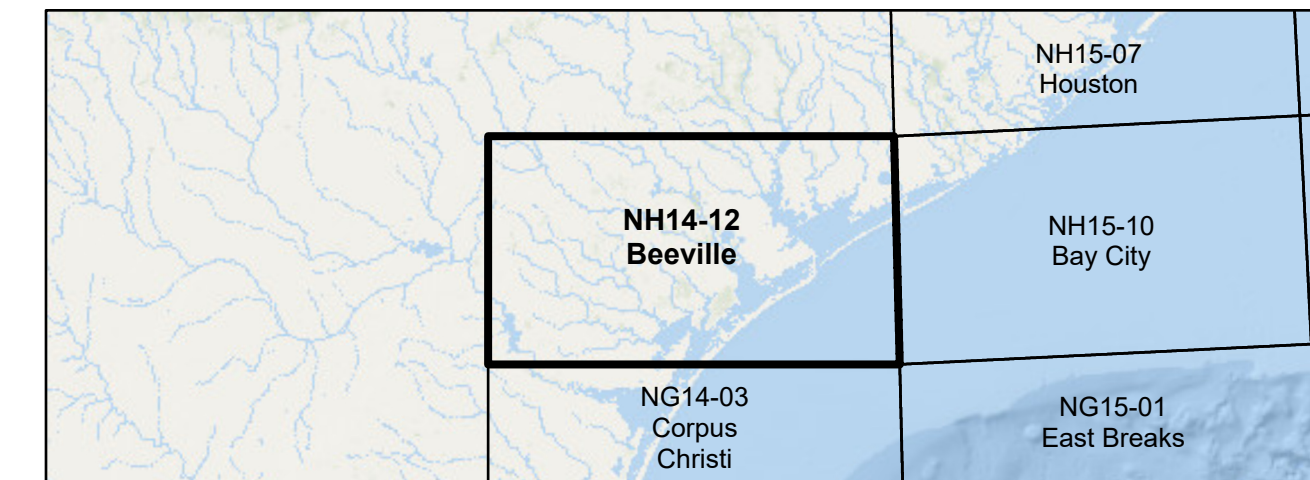 NH15-07
Houston
NH14-12
Beeville
NH15-10
Bay City
NG14-03
Corpus
Christi
NG15-01
East Breaks